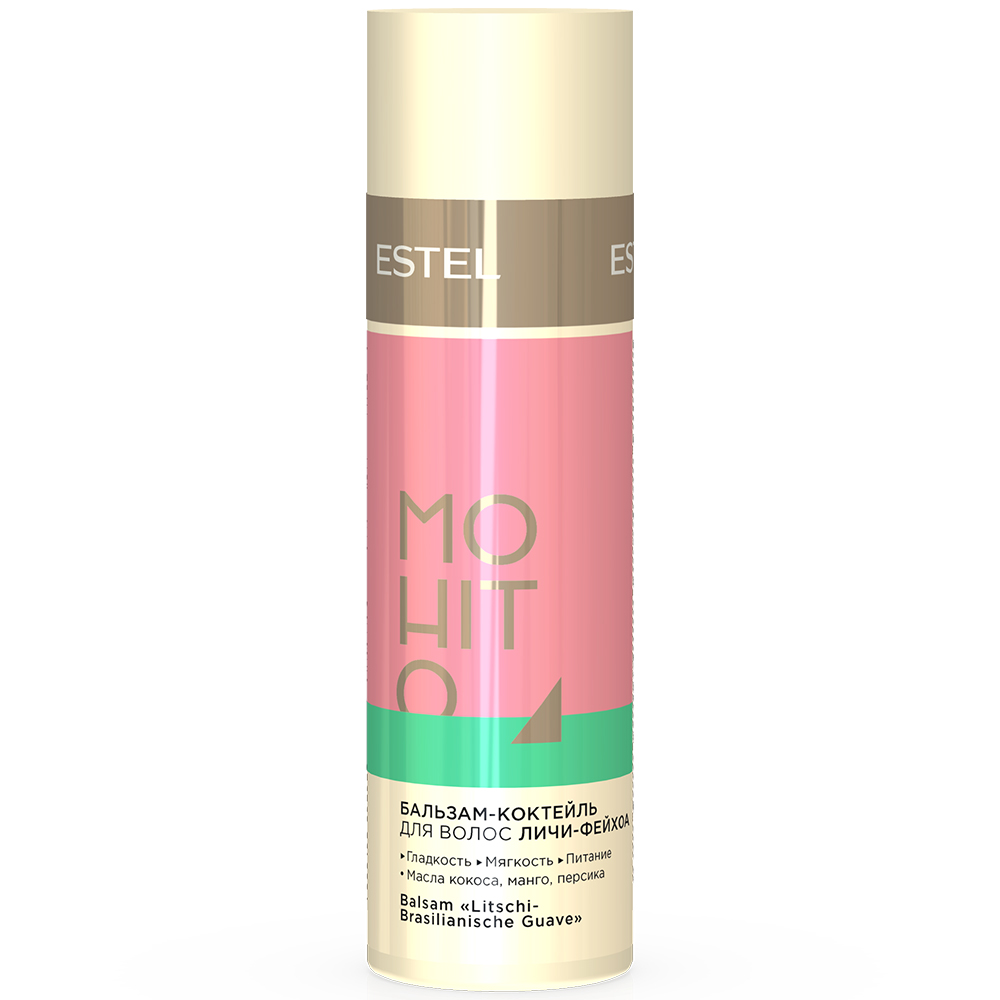 ESTEL
ES
MO
HIT
O
БАЛЬЗАМ-КОКТЕЙЛЬ
ДЛЯ ВОЛОС ЛИЧИ-ФЕЙХОА
▸Гладкость ▸Мягкость ▸Питание
• Масла кокоса, манго, персика
Balsam «Litschi-
Brasilianische Guave»